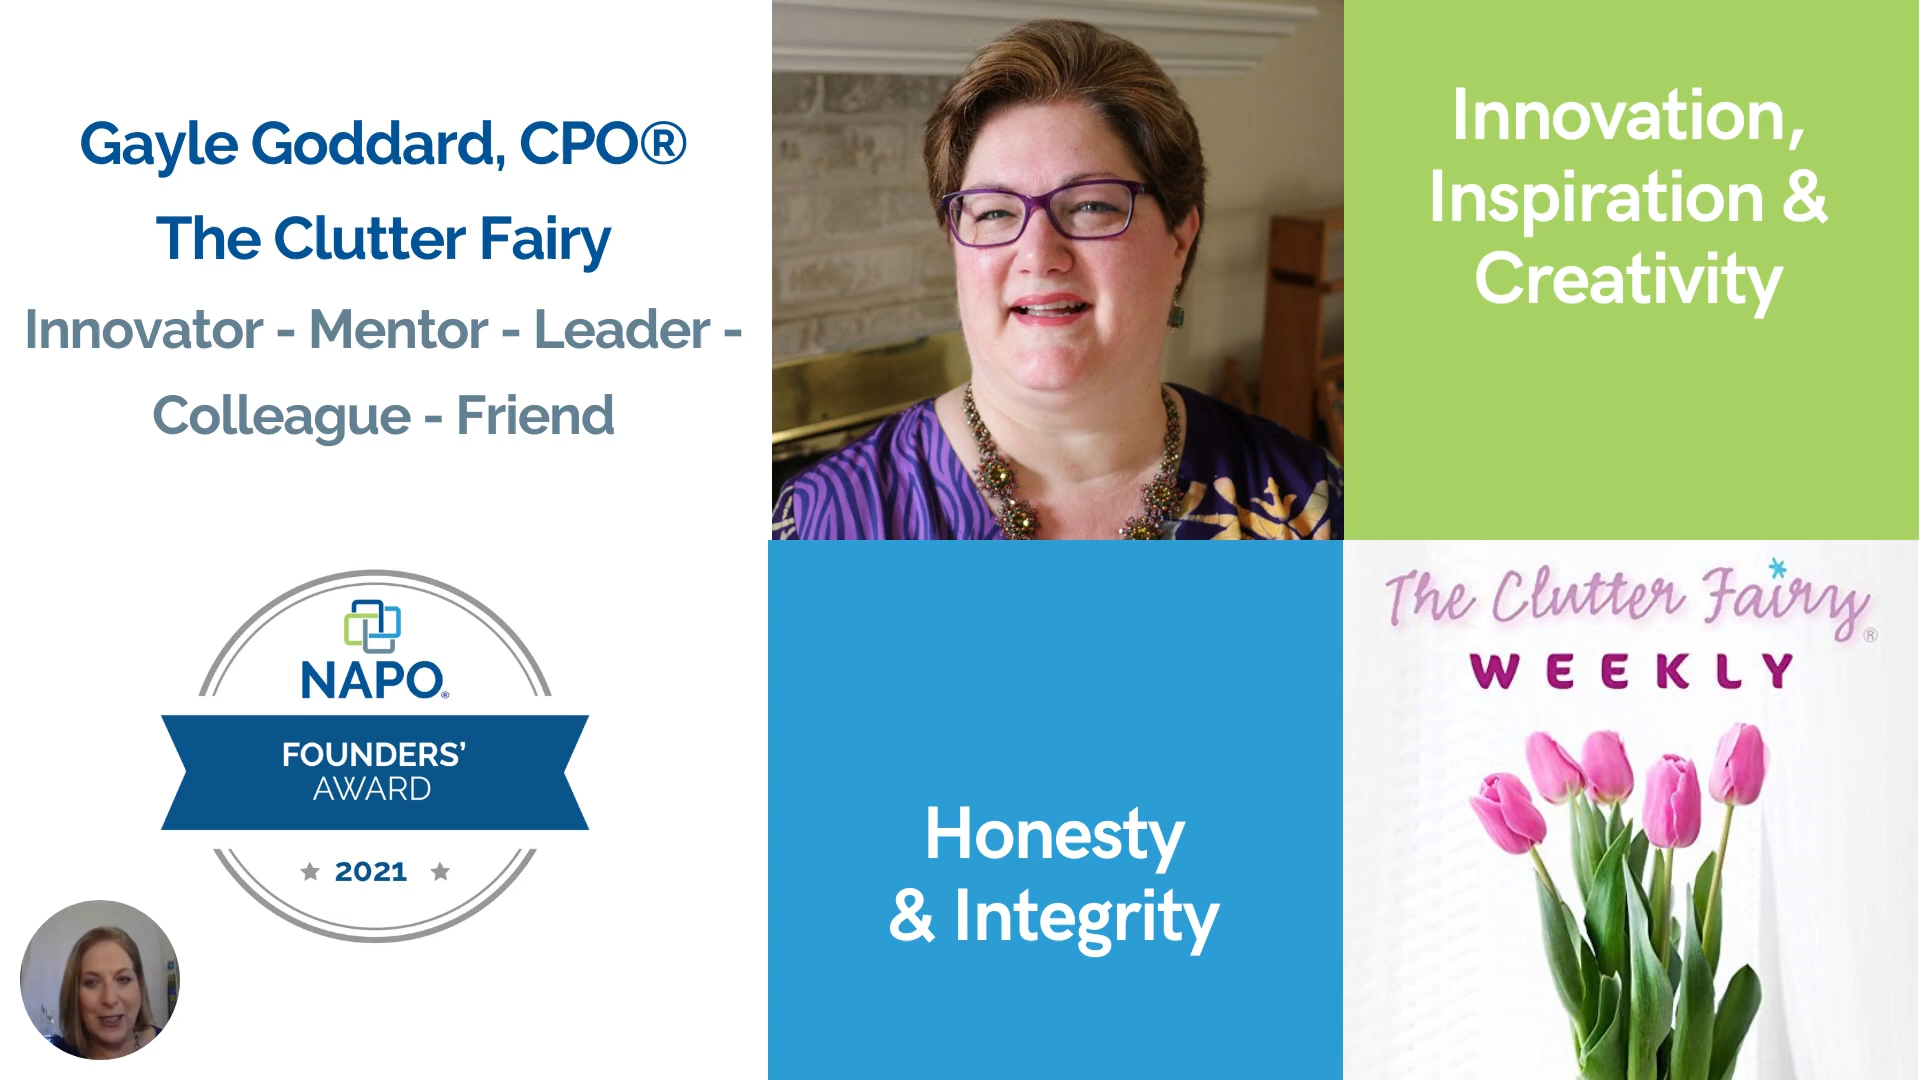 Gayle Goddard, CPO®
The Clutter Fairy
Innovator - Mentor - Leader -
Colleague - Friend
NAPO®
FOUNDERS’
AWARD
2021
Innovation,
Inspiration &
Creativity
Honesty
& Integrity
The Clutter Fairy®
WEEKLY